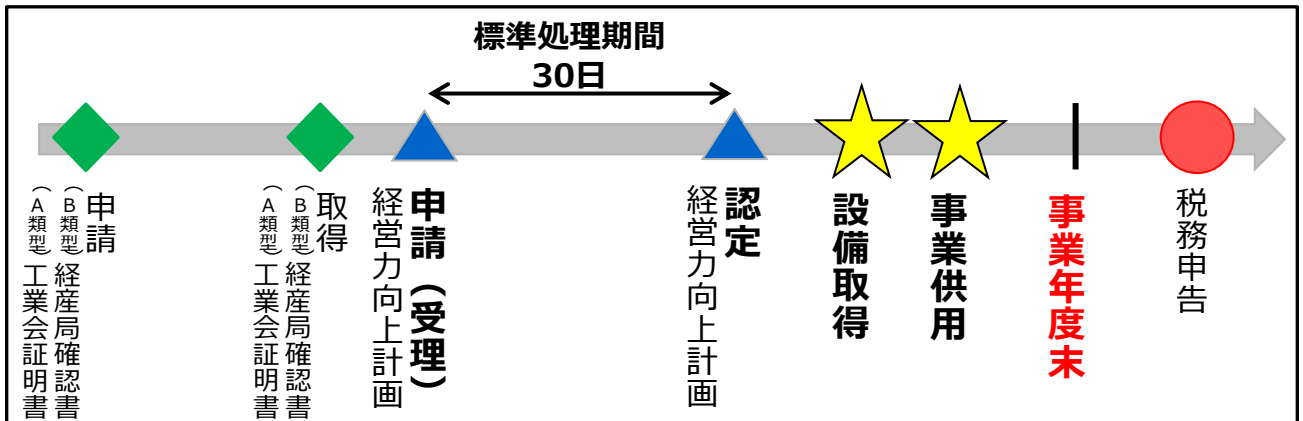 標準処理期間
30日
申請
（B類型）経産局確認書
（A類型）工業会証明書
取得
（B類型）経産局確認書
（A類型）工業会証明書
申請（受理）
経営力向上計画
認定
経営力向上計画
設備取得
事業供用
事業年度末
税務申告